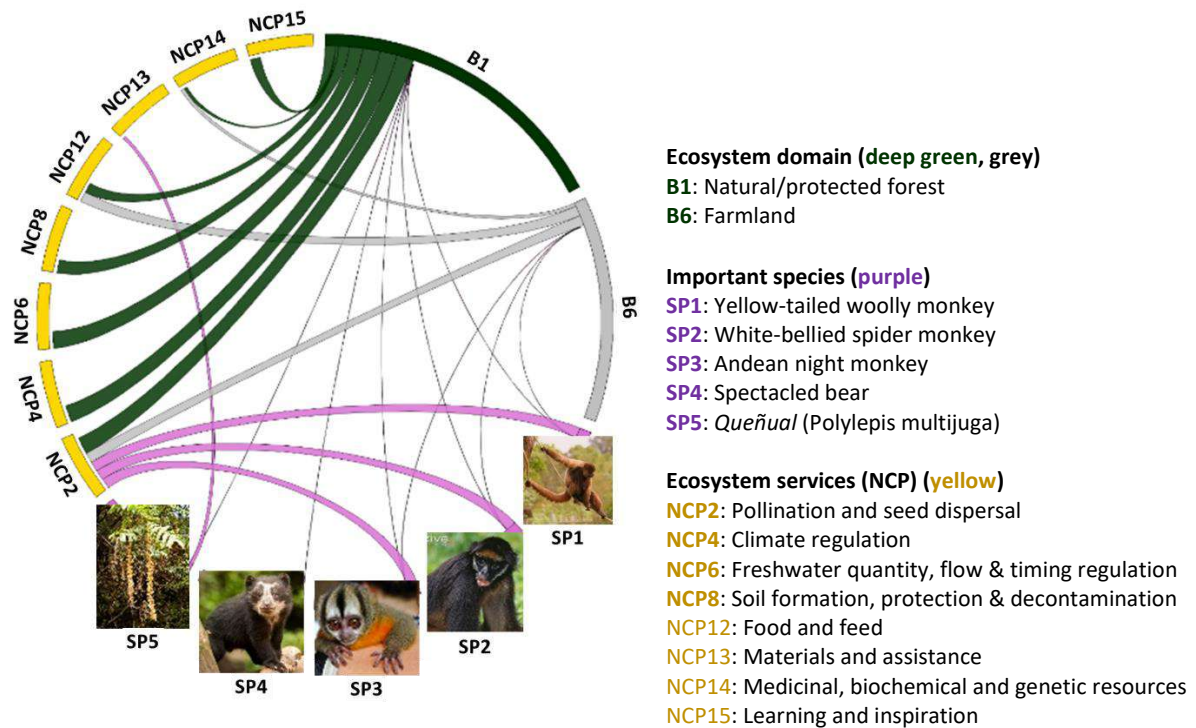 NCP15
NCP14
NCP13
NCP12
NCP8
NCP6
NCP4
NCP2
B1
B6
SP1
SP2
SP3
SP4
SP5
Ecosystem domain (deep green, grey)
B1: Natural/protected forest
B6: Farmland
Important species (purple)
SP1: Yellow-tailed woolly monkey
SP2: White-bellied spider monkey
SP3: Andean night monkey
SP4: Spectacled bear
SP5: Queñual (Polylepis multijuga)
Ecosystem services (NCP) (yellow)
NCP2: Pollination and seed dispersal
NCP4: Climate regulation
NCP6: Freshwater quantity, flow & timing regulation
NCP8: Soil formation, protection & decontamination
NCP12: Food and feed
NCP13: Materials and assistance
NCP14: Medicinal, biochemical and genetic resources
NCP15: Learning and inspiration